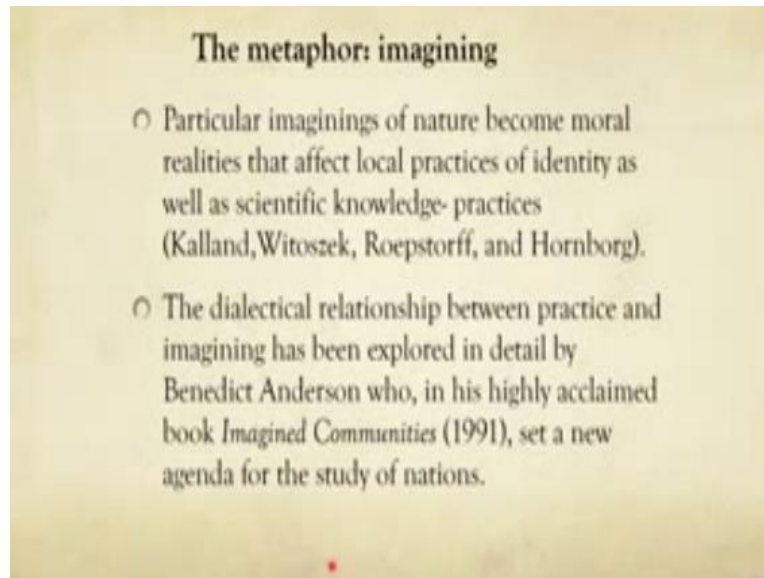 The metaphor: imagining
Particular imaginings of nature become moral
realities that affect local practices of identity as
well as scientific knowledge- practices
(Kalland,Witoszek, Roepstorff, and Hornborg).
The dialectical relationship between practice and
imagining has been explored in detail by
Benedict Anderson who, in his highly acclaimed
book Imagined Communities (1991), set a new
agenda for the study of nations.